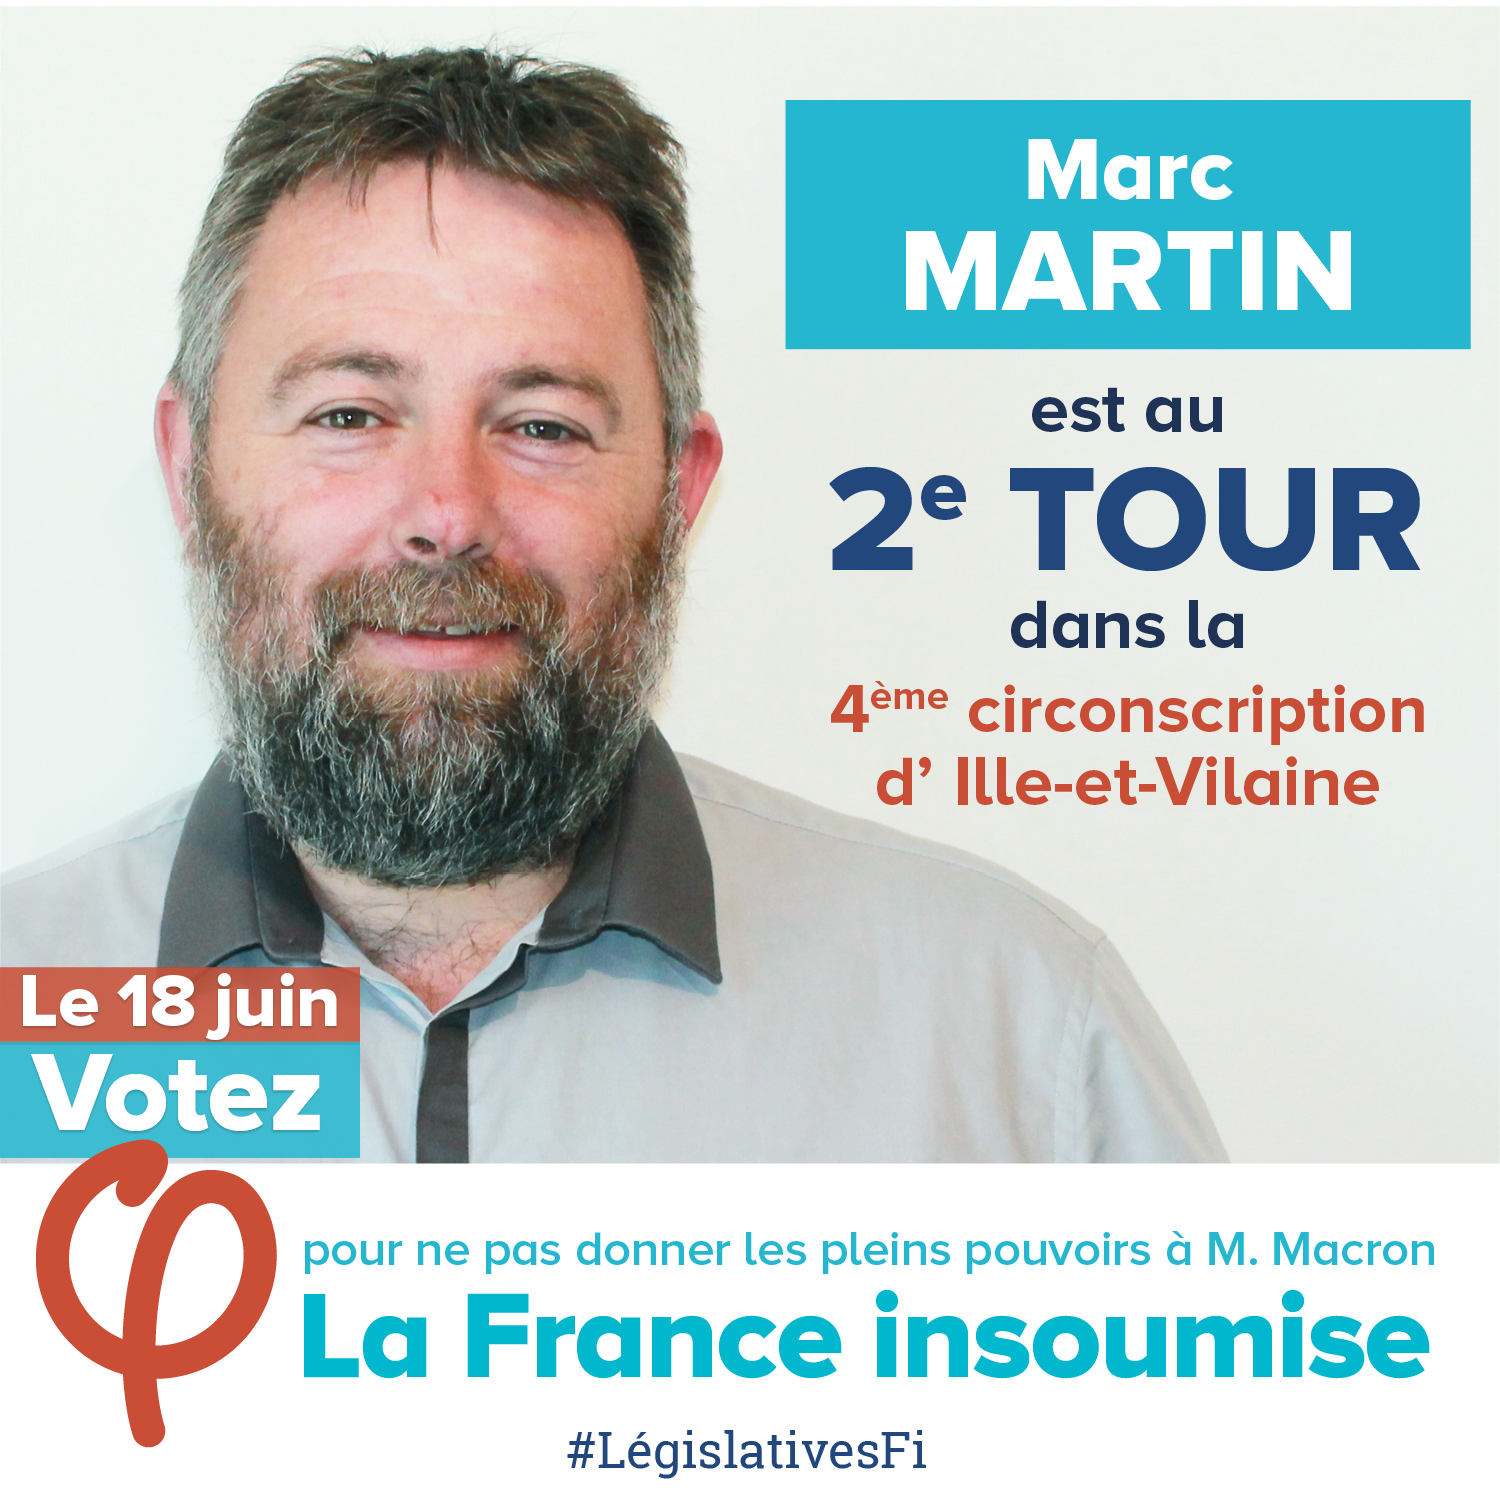 Marc
MARTIN
est au
2e TOUR
dans la
4ème circonscription
d’ Ille-et-Vilaine
Le 18 juin
Votez
φ
pour ne pas donner les pleins pouvoirs à M. Macron
La France insoumise
#LégislativesFi